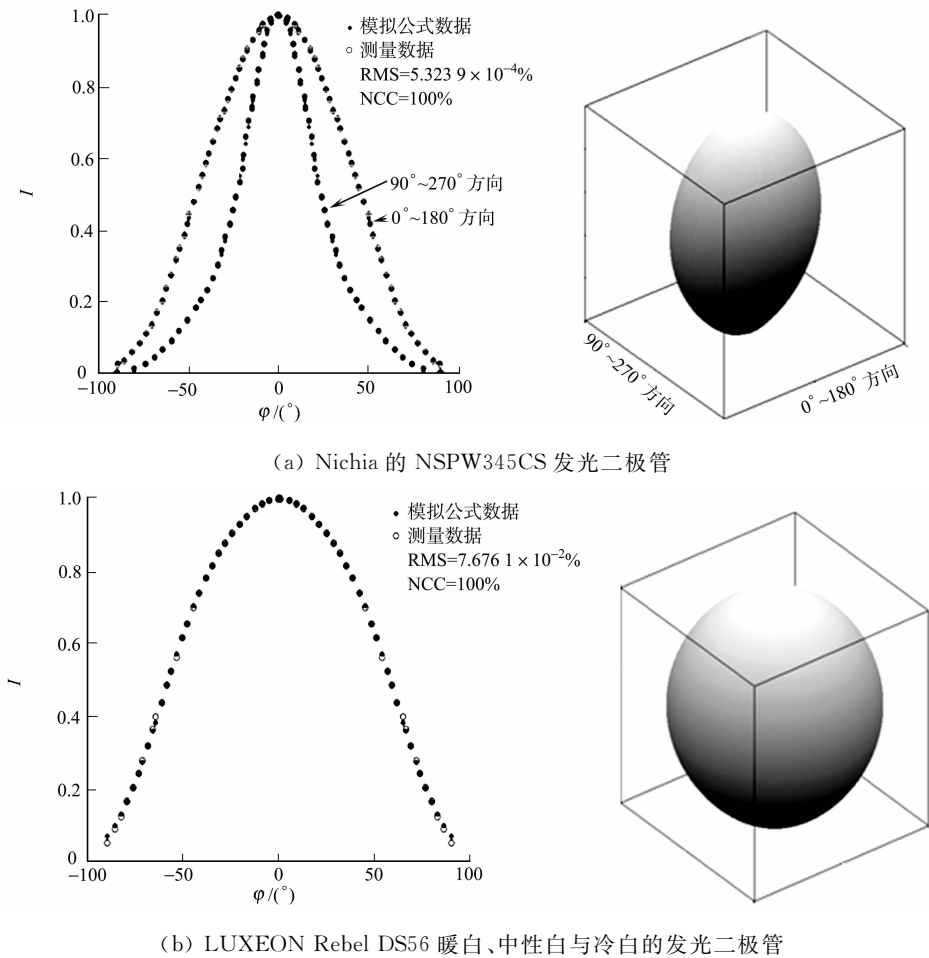 1.0
0.8
0.6
0.4
0.2
0
−100
−50
0
50
100
I
φ/(°)
• 模拟公式数据
○ 测量数据
RMS=5.323 9×10⁻⁴%
NCC=100%
90°~270°方向
0°~180°方向
90°~270°方向
0°~180°方向
(a) Nichia 的 NSPW345CS 发光二极管
1.0
0.8
0.6
0.4
0.2
0
−100
−50
0
50
100
I
φ/(°)
• 模拟公式数据
○ 测量数据
RMS=7.676 1×10⁻²%
NCC=100%
(b) LUXEON Rebel DS56 暖白、中性白与冷白的发光二极管